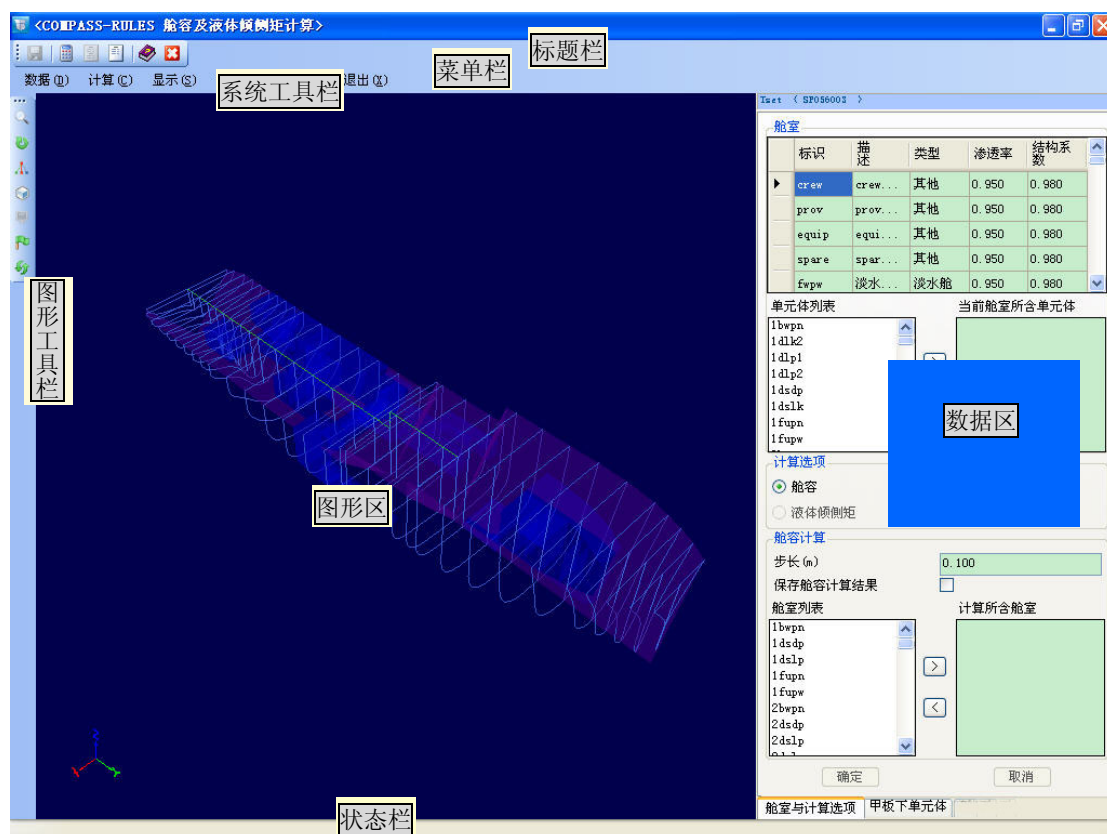 <COMPASS-RULES 舱容及液体倾侧矩计算>
标题栏
菜单栏
数据(D) 计算(C) 显示(S) 退出(X)
系统工具栏
图形工具栏
图形区
状态栏
舱室
标识 描述 类型 渗透率 结构系数
crew crew... 其他 0.950 0.980
prov prov... 其他 0.950 0.980
equip equi... 其他 0.950 0.980
spare spar... 其他 0.950 0.980
fwpw 淡水... 淡水舱 0.950 0.980
单元体列表 当前舱室所含单元体
1bwpn
1dlk2
1dlp1
1dlp2
1dsdp
1dslk
1fupn
1fupw
>
数据区
计算选项
舱容
液体倾侧矩
舱容计算
步长(m) 0.100
保存舱容计算结果
舱室列表 计算所含舱室
1bwpn
1dsdp
1dslp
1fupn
1fupw
2bwpn
2dsdp
2dslp
>
<
确定 取消
舱室与计算选项 甲板下单元体